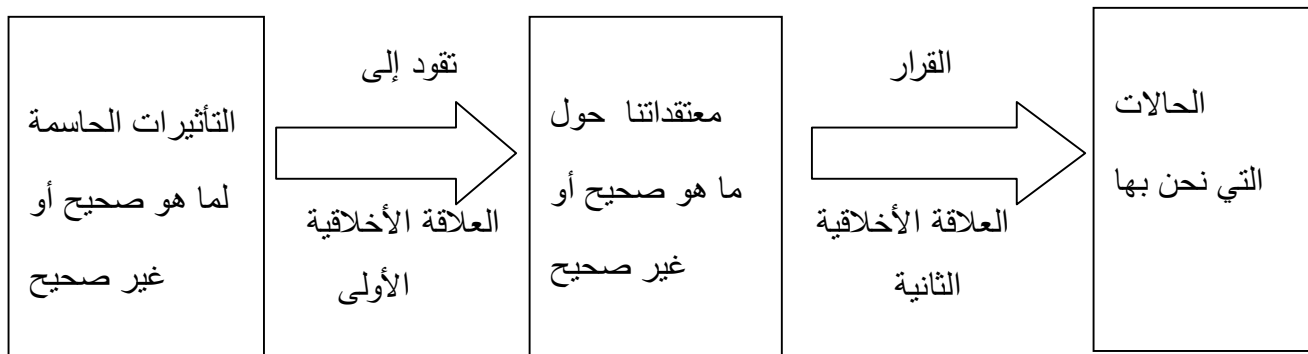 التأثيرات الحاسمة
لما هو صحيح أو
غير صحيح
تقود إلى
العلاقة الأخلاقية
الأولى
معتقداتنا حول
ما هو صحيح أو
غير صحيح
القرار
العلاقة الأخلاقية
الثانية
الحالات
التي نحن بها